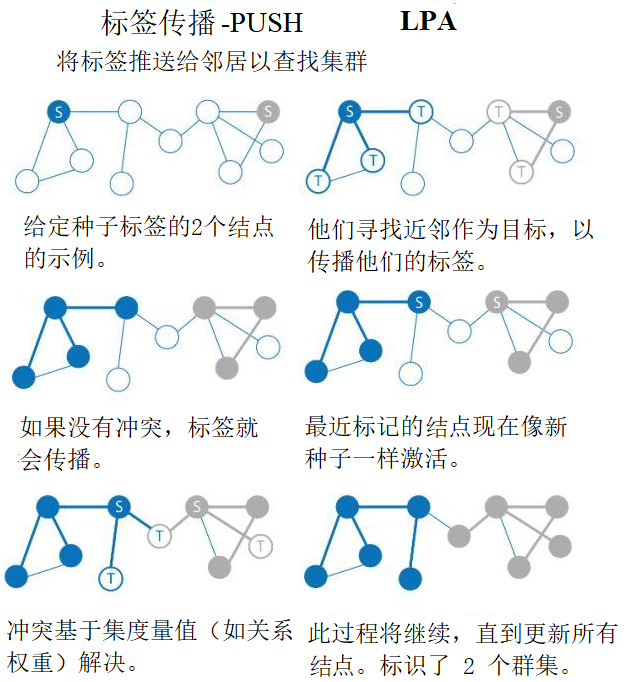 标签传播-PUSH LPA
将标签推送给邻居以查找集群
S S
S T T S
T T T
给定种子标签的2个结点
的示例。
他们寻找近邻作为目标，以
传播他们的标签。
S S
如果没有冲突，标签就
会传播。
最近标记的结点现在像新
种子一样激活。
S S
T T
T
冲突基于集度量值（如关系
权重）解决。
此过程将继续，直到更新所有
结点。标识了 2 个群集。